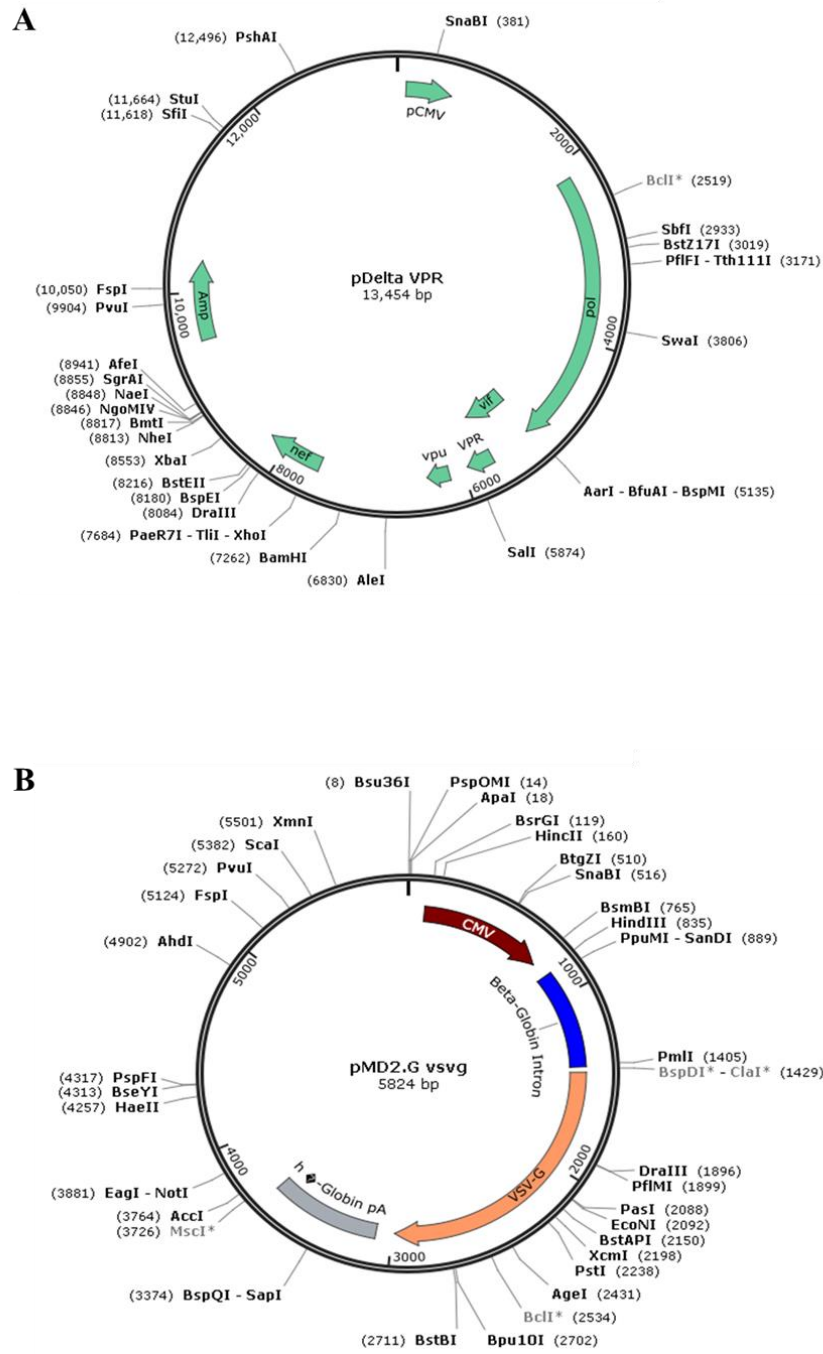 A
SnaBI (381)
(12,496) PshAI
(11,664) StuI
(11,618) SfiI
12,000
pCMV
2000
BclI* (2519)
SbfI (2933)
BstZ17I (3019)
PflFI - Tth111I (3171)
pDelta VPR
13,454 bp
pol
(10,050) FspI
(9904) PvuI
10,000
Amp
4000
SwaI (3806)
(8941) AfeI
(8855) SgrAI
(8848) NaeI
(8846) NgoMIV
(8817) BmtI
(8813) NheI
(8553) XbaI
(8216) BstEII
(8180) BspEI
(8084) DraIII
(7684) PaeR7I - TliI - XhoI
(7262) BamHI
(6830) AleI
nef
8000
vpu
VPR
vif
6000
AarI - BfuAI - BspMI (5135)
SalI (5874)
B
(8) Bsu36I
PspOMI (14)
ApaI (18)
BsrGI (119)
HincII (160)
BtgZI (510)
SnaBI (516)
BsmBI (765)
HindIII (835)
PpuMI - SanDI (889)
(5501) XmnI
(5382) ScaI
(5272) PvuI
(5124) FspI
(4902) AhdI
5000
CMV
1000
Beta-Globin Intron
pMD2.G vsvg
5824 bp
PmlI (1405)
BspDI* - ClaI* (1429)
(4317) PspFI
(4313) BseYI
(4257) HaeII
4000
(3881) EagI - NotI
(3764) AccI
(3726) MscI*
(3374) BspQI - SapI
h �-Globin pA
3000
VSV-G
2000
DraIII (1896)
PflMI (1899)
PasI (2088)
EcoNI (2092)
BstAPI (2150)
XcmI (2198)
PstI (2238)
AgeI (2431)
BclI* (2534)
(2711) BstBI
Bpu10I (2702)